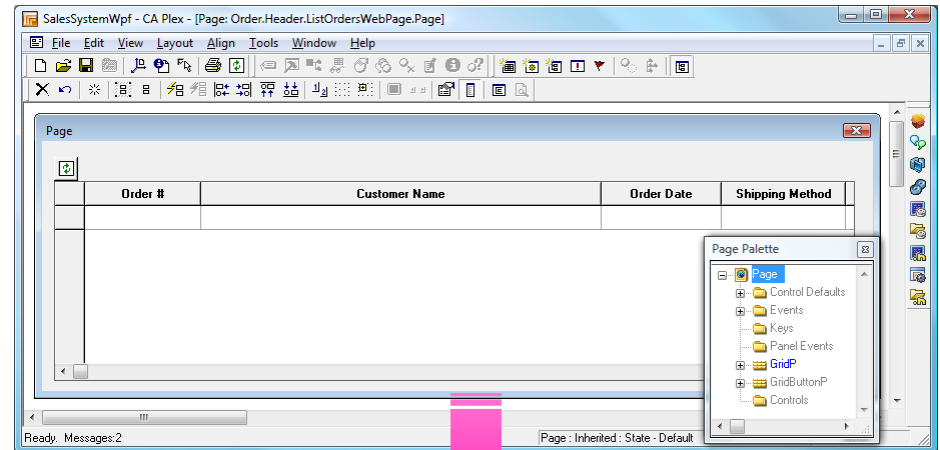 SalesSystemWpf - CA Plex - [Page: Order.Header.ListOrdersWebPage.Page]
File Edit View Layout Align Tools Window Help
Page
Order # Customer Name Order Date Shipping Method
Page Palette
Page
Control Defaults
Events
Keys
Panel Events
GridP
GridButtonP
Controls
Ready. Messages:2 Page : Inherited : State - Default